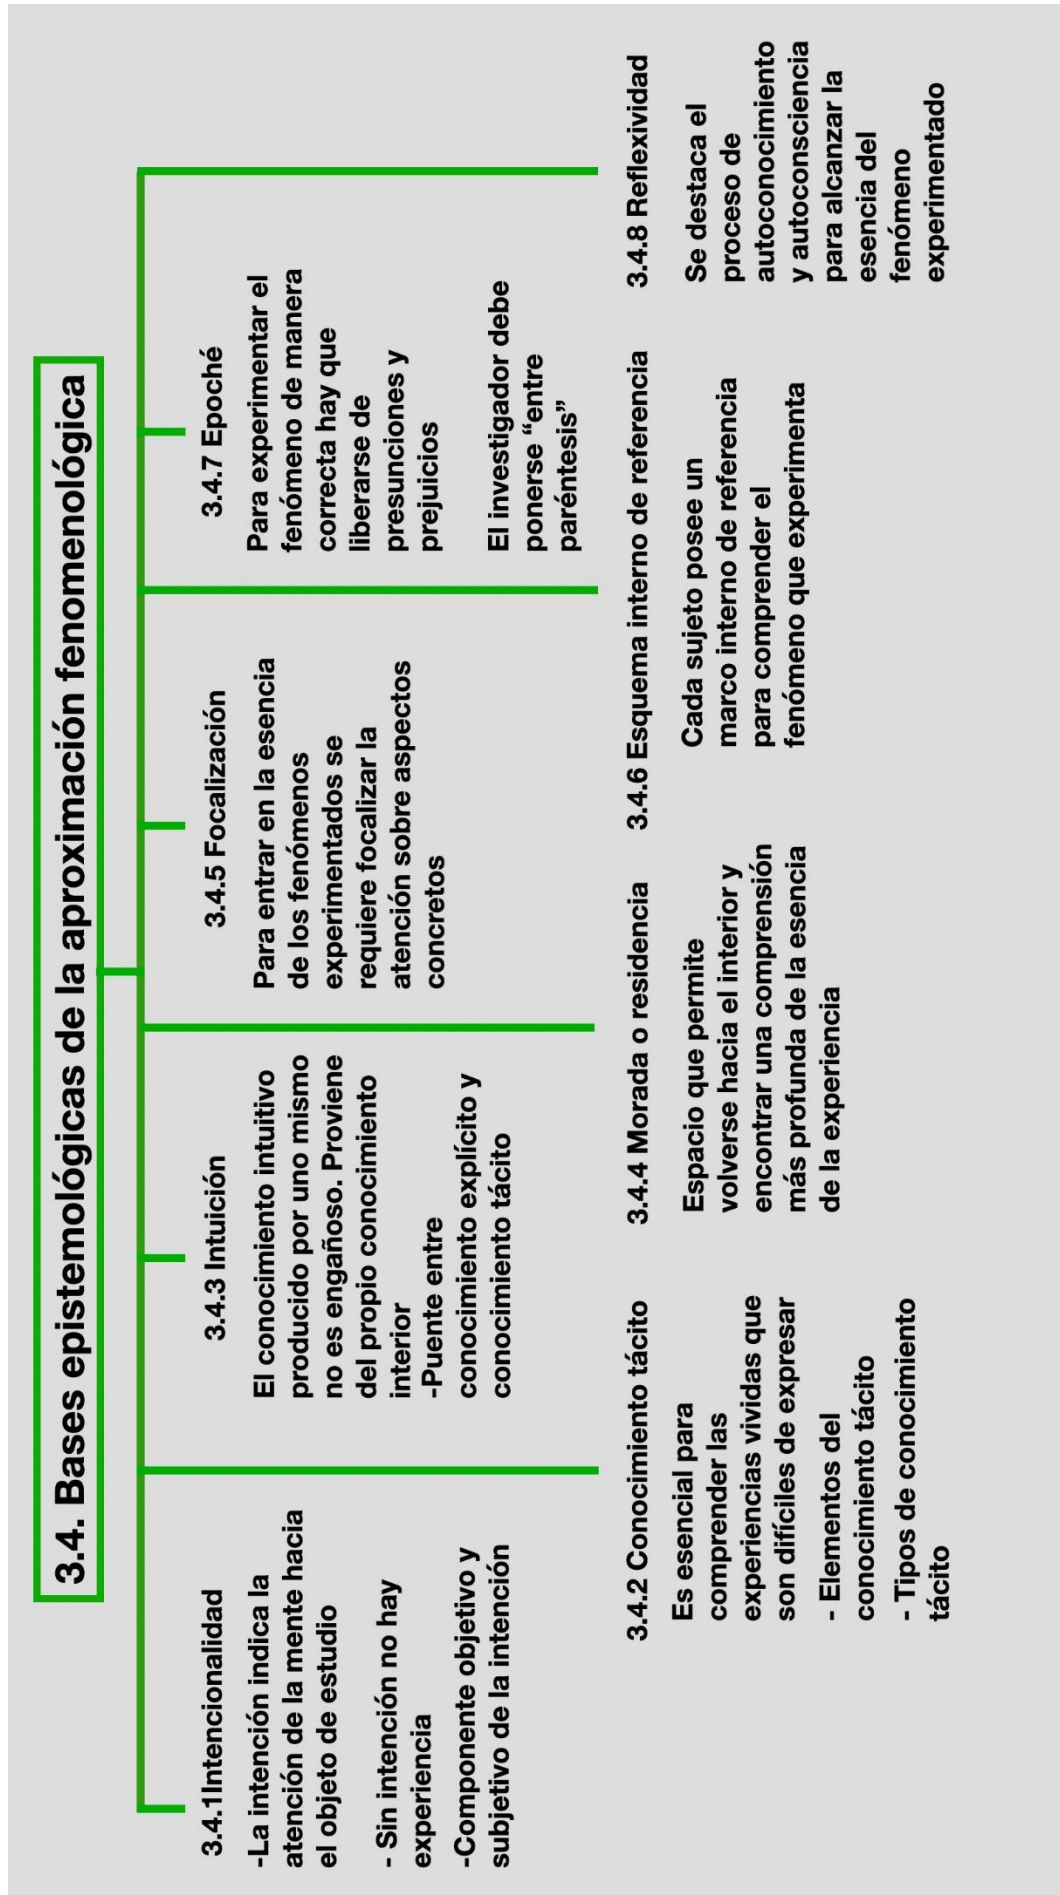 3.4. Bases epistemológicas de la aproximación fenomenológica
3.4.1Intencionalidad
-La intención indica la
atención de la mente hacia
el objeto de estudio
- Sin intención no hay
experiencia
-Componente objetivo y
subjetivo de la intención
3.4.2 Conocimiento tácito
Es esencial para
comprender las
experiencias vividas que
son difíciles de expresar
- Elementos del
conocimiento tácito
- Tipos de conocimiento
tácito
3.4.3 Intuición
El conocimiento intuitivo
producido por uno mismo
no es engañoso. Proviene
del propio conocimiento
interior
-Puente entre
conocimiento explícito y
conocimiento tácito
3.4.4 Morada o residencia
Espacio que permite
volverse hacia el interior y
encontrar una comprensión
más profunda de la esencia
de la experiencia
3.4.5 Focalización
Para entrar en la esencia
de los fenómenos
experimentados se
requiere focalizar la
atención sobre aspectos
concretos
3.4.6 Esquema interno de referencia
Cada sujeto posee un
marco interno de referencia
para comprender el
fenómeno que experimenta
3.4.7 Epoché
Para experimentar el
fenómeno de manera
correcta hay que
liberarse de
presunciones y
prejuicios
El investigador debe
ponerse “entre
paréntesis”
3.4.8 Reflexividad
Se destaca el
proceso de
autoconocimiento
y autoconsciencia
para alcanzar la
esencia del
fenómeno
experimentado